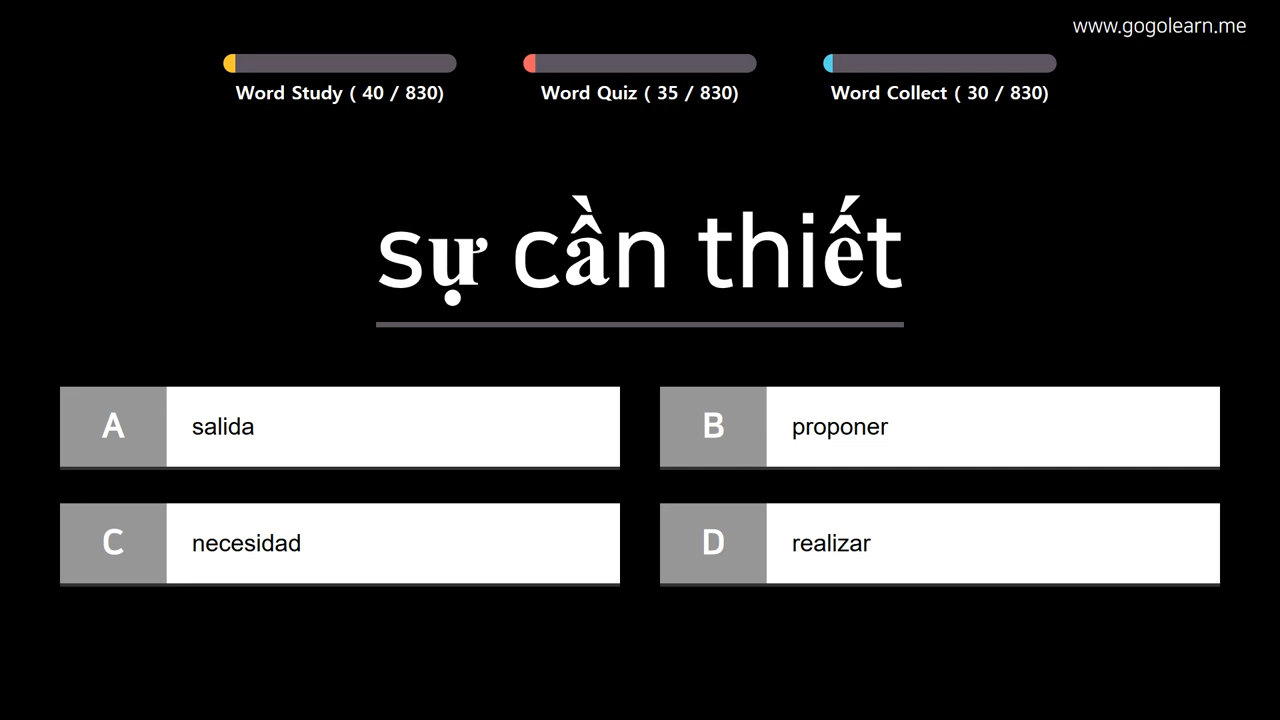 www.gogolearn.me
Word Study ( 40 / 830)
Word Quiz ( 35 / 830)
Word Collect ( 30 / 830)
sự cần thiết
A salida
B proponer
C necesidad
D realizar